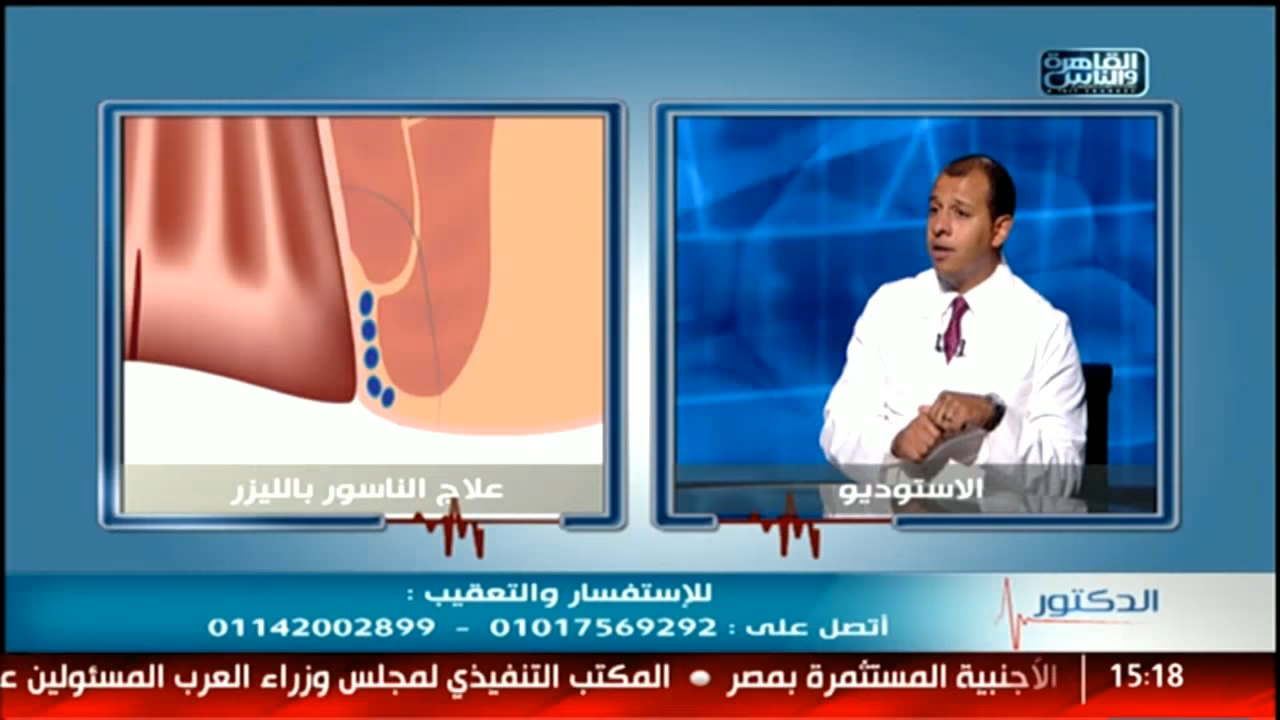 القاهرة
والناس
علاج الناسور بالليزر
الاستوديو
للإستفسار والتعقيب :
أتصل على : 01017569292 - 01142002899
الدكتور
الأجنبية المستثمرة بمصر • المكتب التنفيذي لمجلس وزراء العرب المسئولين عـ
15:18